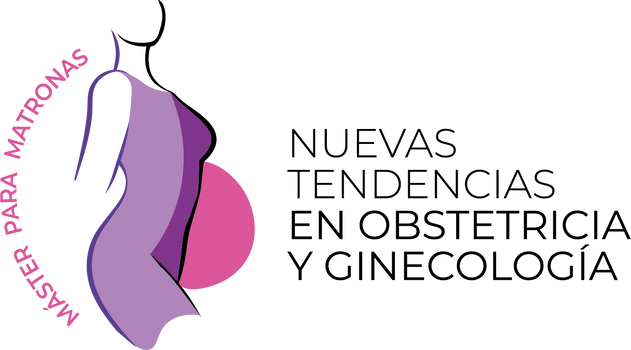 MÁSTER PARA MATRONAS
NUEVAS
TENDENCIAS
EN OBSTETRICIA
Y GINECOLOGÍA